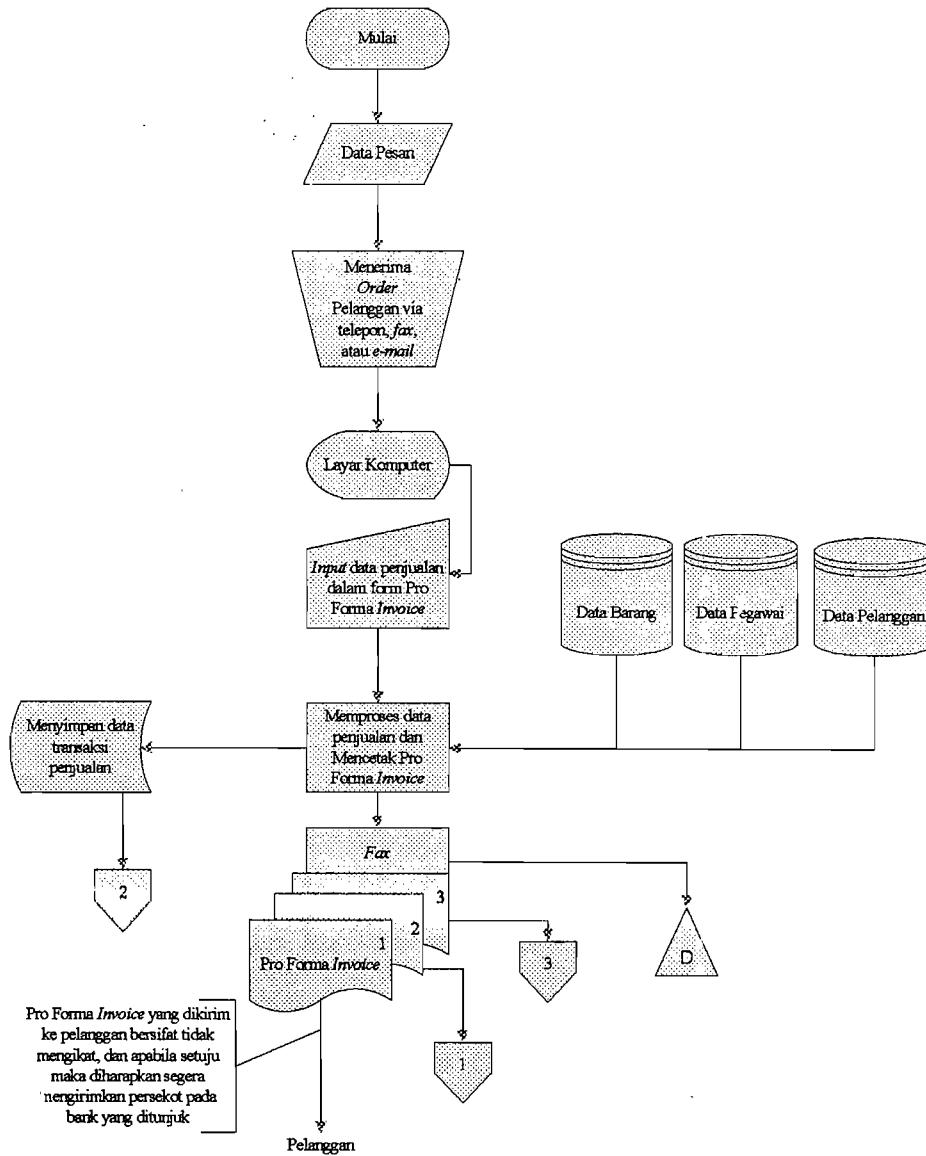 Mulai
Data Pesan
Menerima
Order
Pelanggan via
telepon, fax,
atau e-mail
Layar Komputer
Input data penjualan
dalam form Pro
Forma Invoice
Data Barang
Data Pegawai
Data Pelanggan
Menyimpan data
transaksi
penjualan
Memproses data
penjualan dan
Mencetak Pro
Forma Invoice
2
Fax
3
2
1
Pro Forma Invoice
3
D
1
Pro Forma Invoice yang dikirim
ke pelanggan bersifat tidak
mengikat, dan apabila setuju
maka diharapkan segera
mengirimkan persekot pada
bank yang ditunjuk
Pelanggan